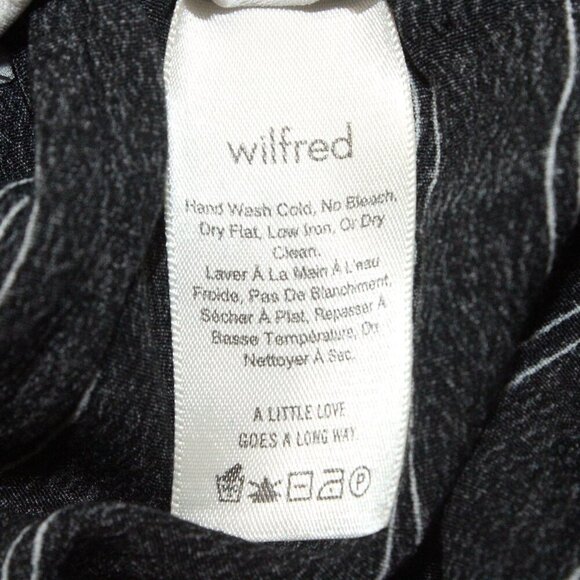 wilfred
Hand Wash Cold, No Bleach,
Dry Flat, Low Iron, Or Dry
Clean.
Laver À La Main À L'eau
Froide, Pas De Blanchiment,
Sécher À Plat, Repasser À
Basse Température, Ou
Nettoyer À Sec.
A LITTLE LOVE
GOES A LONG WAY.
P